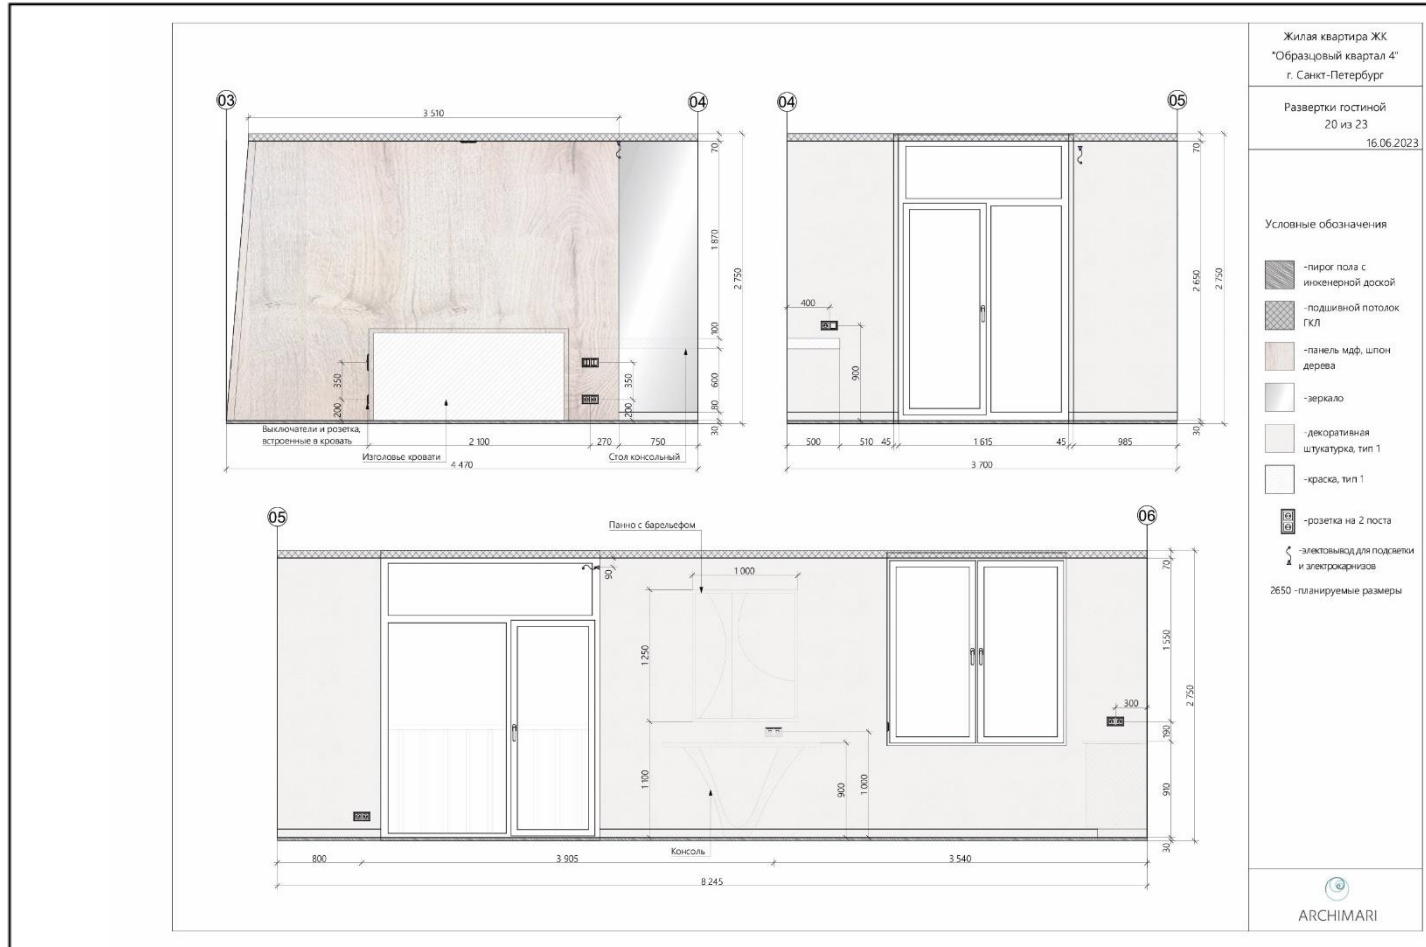 Жилая квартира ЖК
"Образцовый квартал 4"
г. Санкт-Петербург
Развертки гостиной
20 из 23
16.06.2023
Условные обозначения
-пирог пола с
инженерной доской
-подшивной потолок
ГКЛ
-панель мдф, шпон
дерева
-зеркало
-декоративная
штукатурка, тип 1
-краска, тип 1
-розетка на 2 поста
-электовывод для подсветки
и электрокарнизов
2650 -планируемые размеры
ARCHIMARI
03
04
3 510
70
1 870
2 750
100
600
80
30
350
200
350
200
Выключатели и розетка,
встроенные в кровать
2 100
270
750
Изголовье кровати
Стол консольный
4 470
04
05
70
2 650
2 750
30
400
900
500
510
45
1 615
45
985
3 700
05
06
Панно с барельефом
90
1 000
1 250
1 100
900
1 000
300
70
1 550
2 750
190
910
30
Консоль
800
3 905
3 540
8 245